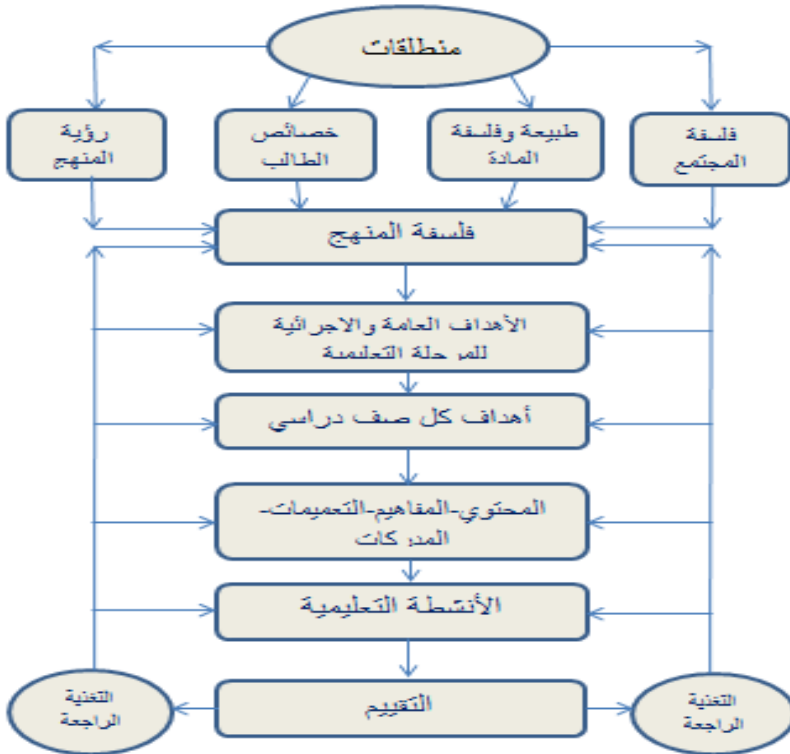 منطلقات
فلسفة
المجتمع
طبيعة وفلسفة
المادة
خصائص
الطالب
رؤية
المنهج
فلسفة المنهج
الأهداف العامة والاجرائية
للمرحلة التعليمية
أهداف كل صف دراسي
المحتوي-المفاهيم-التعميمات-
المدركات
الأنشطة التعليمية
التقييم
التغذية
الراجعة
التغذية
الراجعة